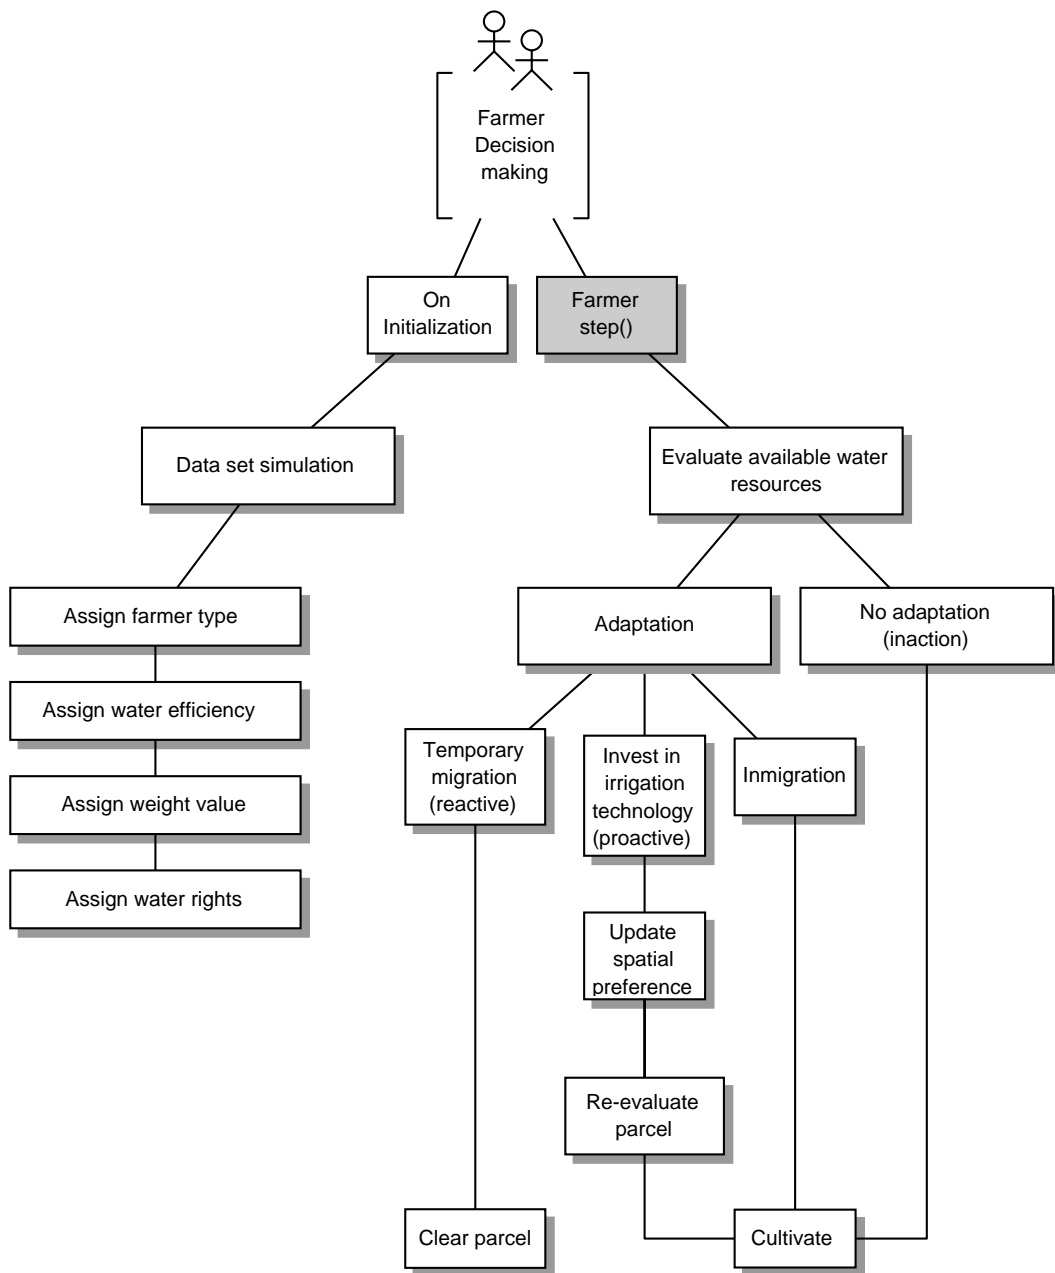 Farmer
Decision
making
On
Initialization
Farmer
step()
Data set simulation
Evaluate available water
resources
Assign farmer type
Assign water efficiency
Assign weight value
Assign water rights
Adaptation
No adaptation
(inaction)
Temporary
migration
(reactive)
Invest in
irrigation
technology
(proactive)
Inmigration
Update
spatial
preference
Re-evaluate
parcel
Clear parcel
Cultivate